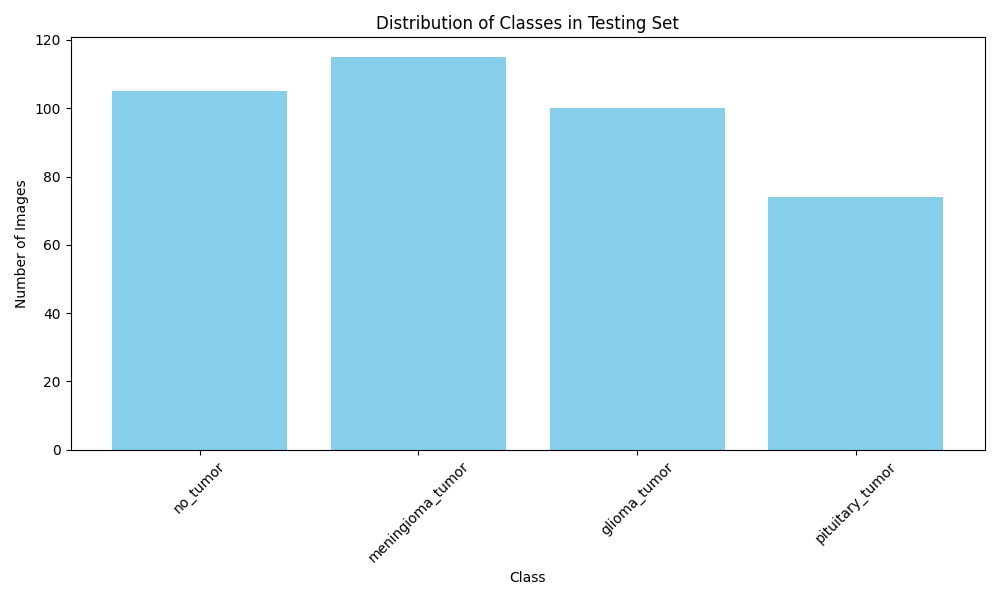 Distribution of Classes in Testing Set
120
100
80
60
40
20
0
Number of Images
no_tumor
meningioma_tumor
glioma_tumor
pituitary_tumor
Class